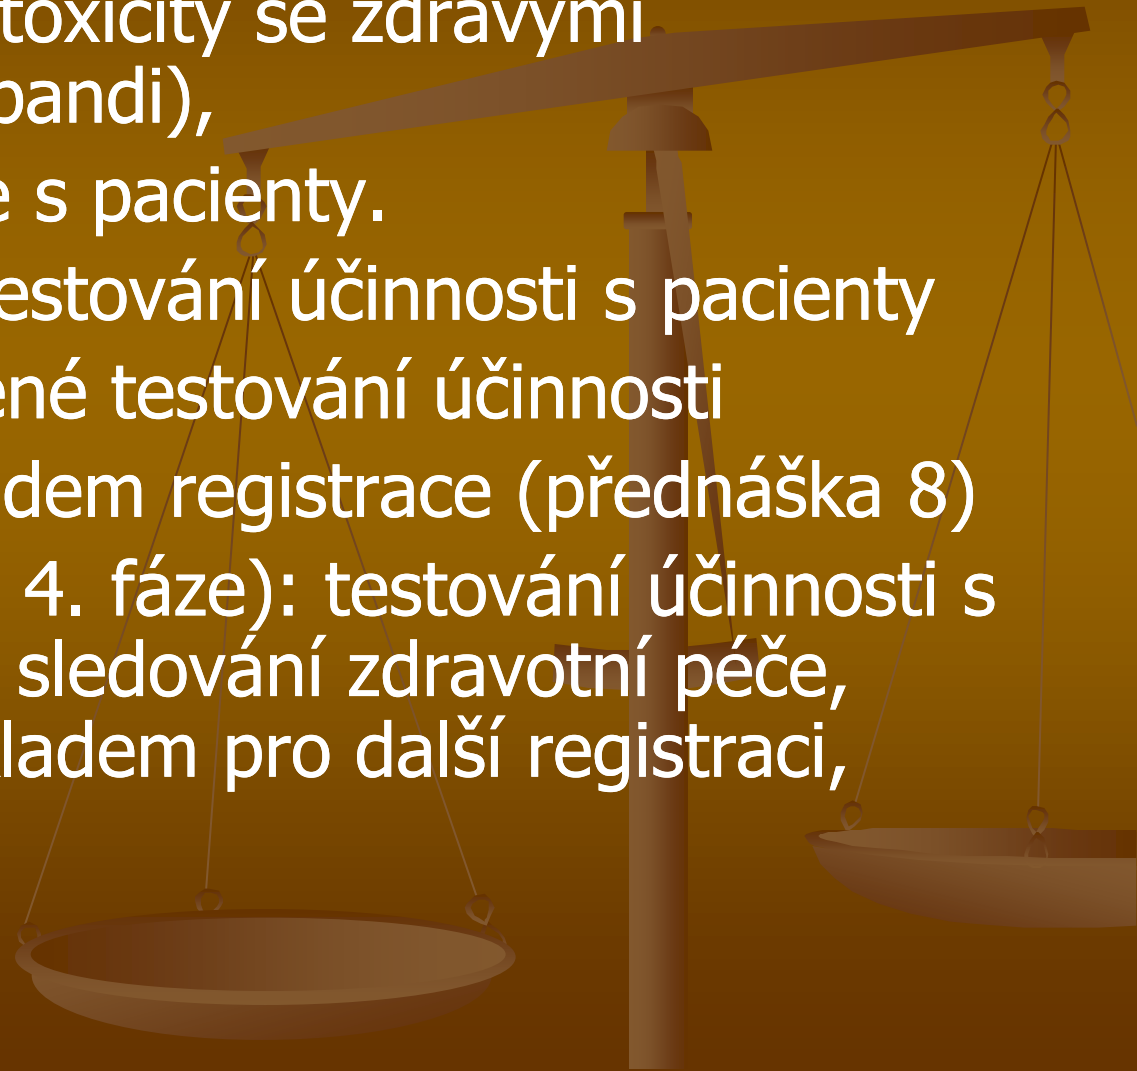 toxicity se zdravými
bandi),
e s pacienty.
estování účinnosti s pacienty
ené testování účinnosti
dem registrace (přednáška 8)
4. fáze): testování účinnosti s
sledování zdravotní péče,
kladem pro další registraci,